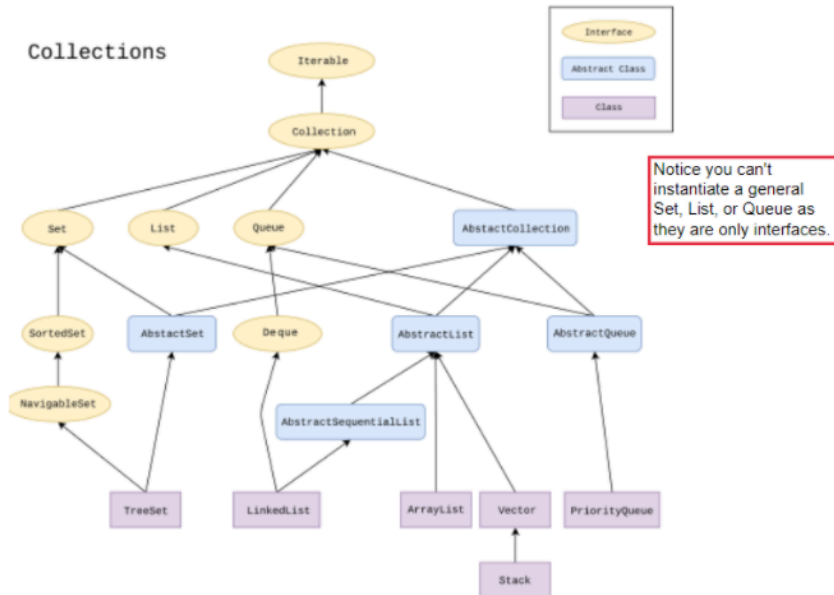 Collections
Interface
Abstract Class
Class
Iterable
Collection
Notice you can't
instantiate a general
Set, List, or Queue as
they are only interfaces.
Set
List
Queue
AbstactCollection
SortedSet
AbstactSet
Deque
AbstractList
AbstractQueue
NavigableSet
AbstractSequentialList
TreeSet
LinkedList
ArrayList
Vector
PriorityQueue
Stack